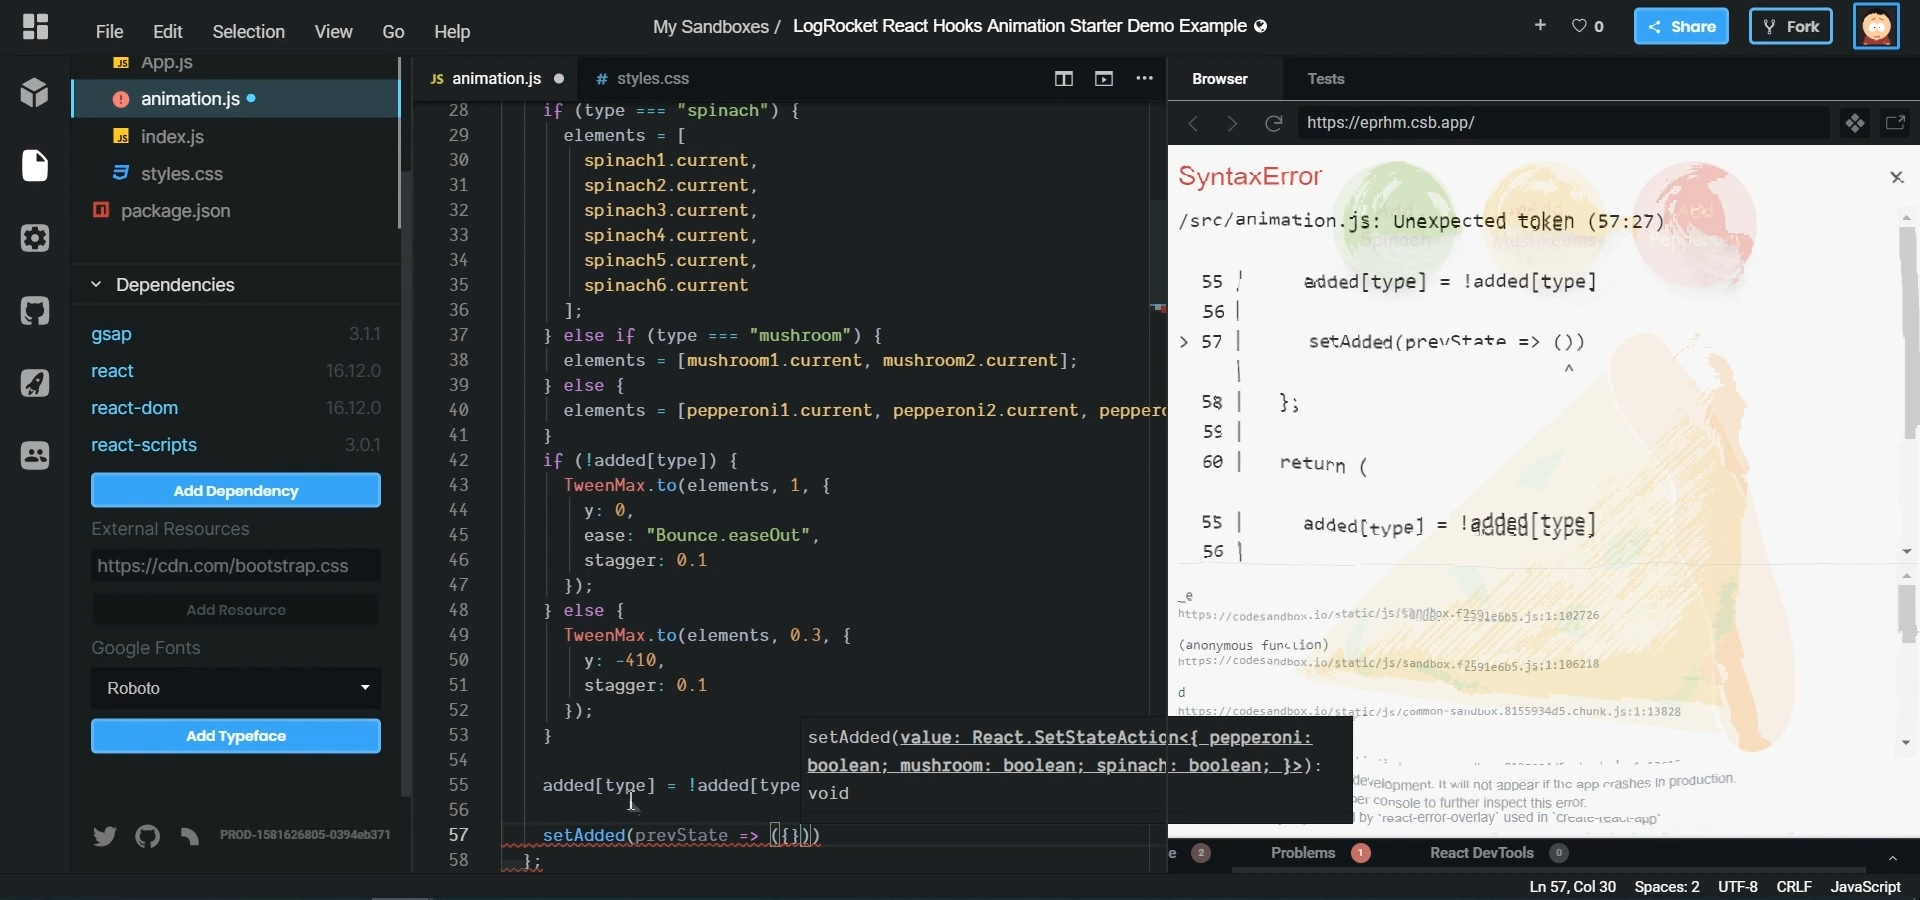 File Edit Selection View Go Help
My Sandboxes / LogRocket React Hooks Animation Starter Demo Example
+ 0 Share Fork
App.js
animation.js
index.js
styles.css
package.json
Dependencies
gsap 3.1.1
react 16.12.0
react-dom 16.12.0
react-scripts 3.0.1
Add Dependency
External Resources
https://cdn.com/bootstrap.css
Add Resource
Google Fonts
Roboto
Add Typeface
PROD-1581626805-0394eb371
JS animation.js
# styles.css
28 if (type === "spinach") {
29 elements = [
30 spinach1.current,
31 spinach2.current,
32 spinach3.current,
33 spinach4.current,
34 spinach5.current,
35 spinach6.current
36 ];
37 } else if (type === "mushroom") {
38 elements = [mushroom1.current, mushroom2.current];
39 } else {
40 elements = [pepperoni1.current, pepperoni2.current, pepper
41 }
42 if (!added[type]) {
43 TweenMax.to(elements, 1, {
44 y: 0,
45 ease: "Bounce.easeOut",
46 stagger: 0.1
47 });
48 } else {
49 TweenMax.to(elements, 0.3, {
50 y: -410,
51 stagger: 0.1
52 });
53 }
54
55 added[type] = !added[type
56
57 setAdded(prevState => ({}))
58 };
setAdded(value: React.SetStateAction<{ pepperoni:
boolean; mushroom: boolean; spinach: boolean; }>):
void
Browser Tests
https://eprhm.csb.app/
SyntaxError
/src/animation.js: Unexpected token (57:27)
55 | added[type] = !added[type]
56 |
> 57 | setAdded(prevState => ())
| ^
58 | };
59 |
60 | return (
55 | added[type] = !added[type]
56 |
_e
https://codesandbox.io/static/js/sandbox.f2591e6b5.js:1:102726
(anonymous function)
https://codesandbox.io/static/js/sandbox.f2591e6b5.js:1:106218
d
https://codesandbox.io/static/js/common-sandbox.8155934d5.chunk.js:1:13828
development. It will not appear if the app crashes in production.
console to further inspect this error.
by `react-error-overlay` used in `create-react-app`
e 2 Problems 1 React DevTools 0
Ln 57, Col 30 Spaces: 2 UTF-8 CRLF JavaScript